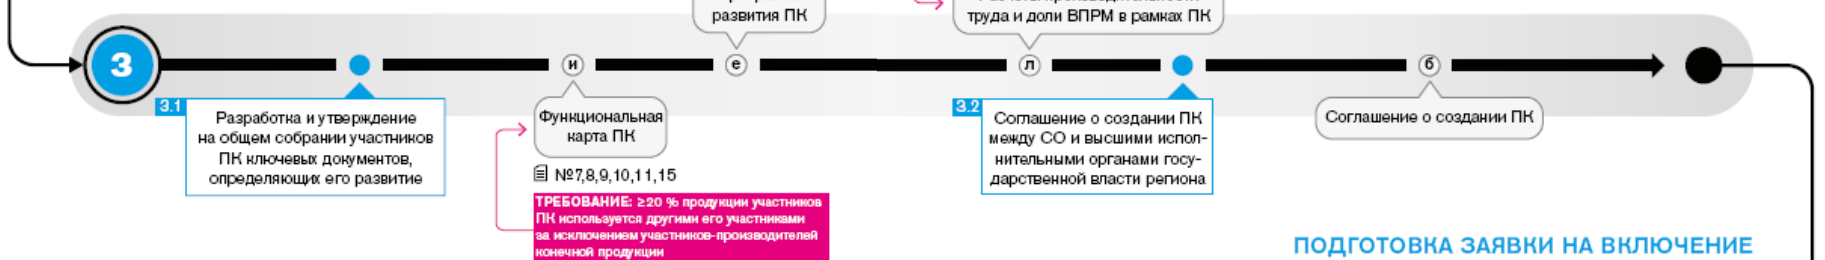 развития ПК
труда и доли ВПРМ в рамках ПК
3
и
е
л
б
3.1
Разработка и утверждение
на общем собрании участников
ПК ключевых документов,
определяющих его развитие
Функциональная
карта ПК
№7,8,9,10,11,15
ТРЕБОВАНИЕ: ≥20 % продукции участников
ПК используется другими его участниками
за исключением участников-производителей
конечной продукции
3.2
Соглашение о создании ПК
между СО и высшими испол-
нительными органами госу-
дарственной власти региона
Соглашение о создании ПК
ПОДГОТОВКА ЗАЯВКИ НА ВКЛЮЧЕНИЕ